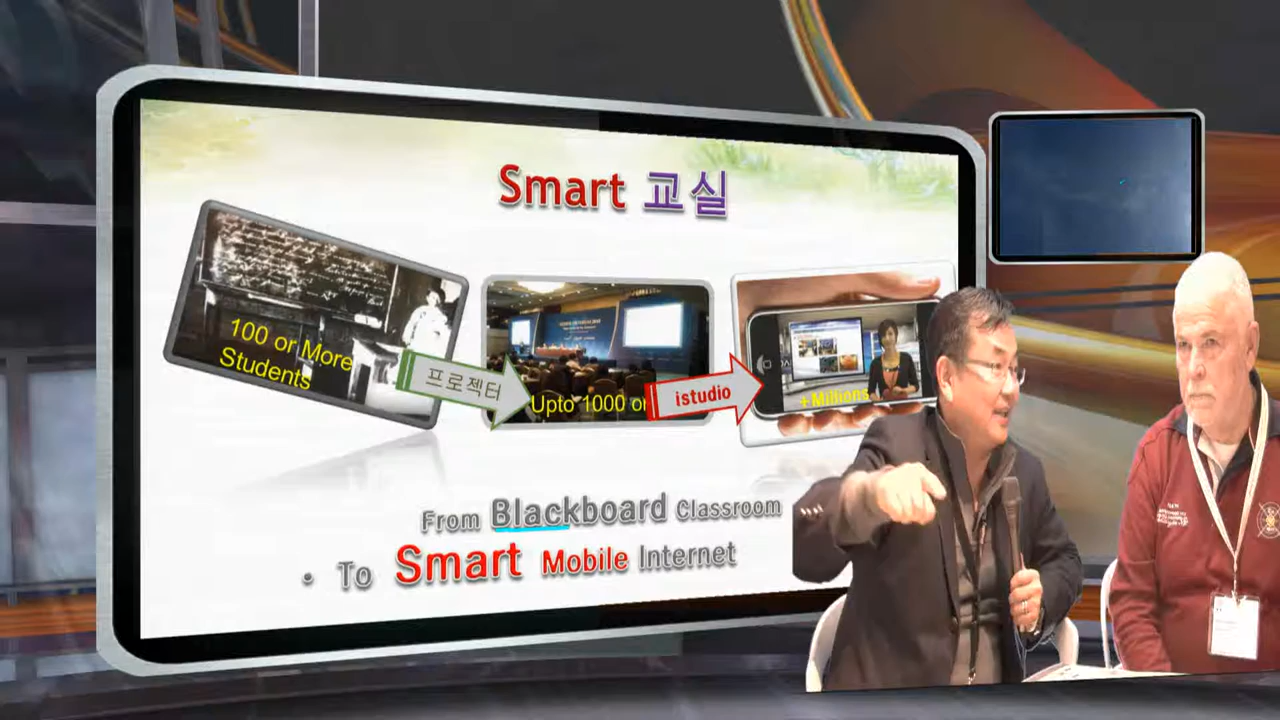 Smart 교실
100 or More
Students
프로젝터
Upto 1000 or
istudio
+Millions
From Blackboard Classroom
• To Smart Mobile Internet